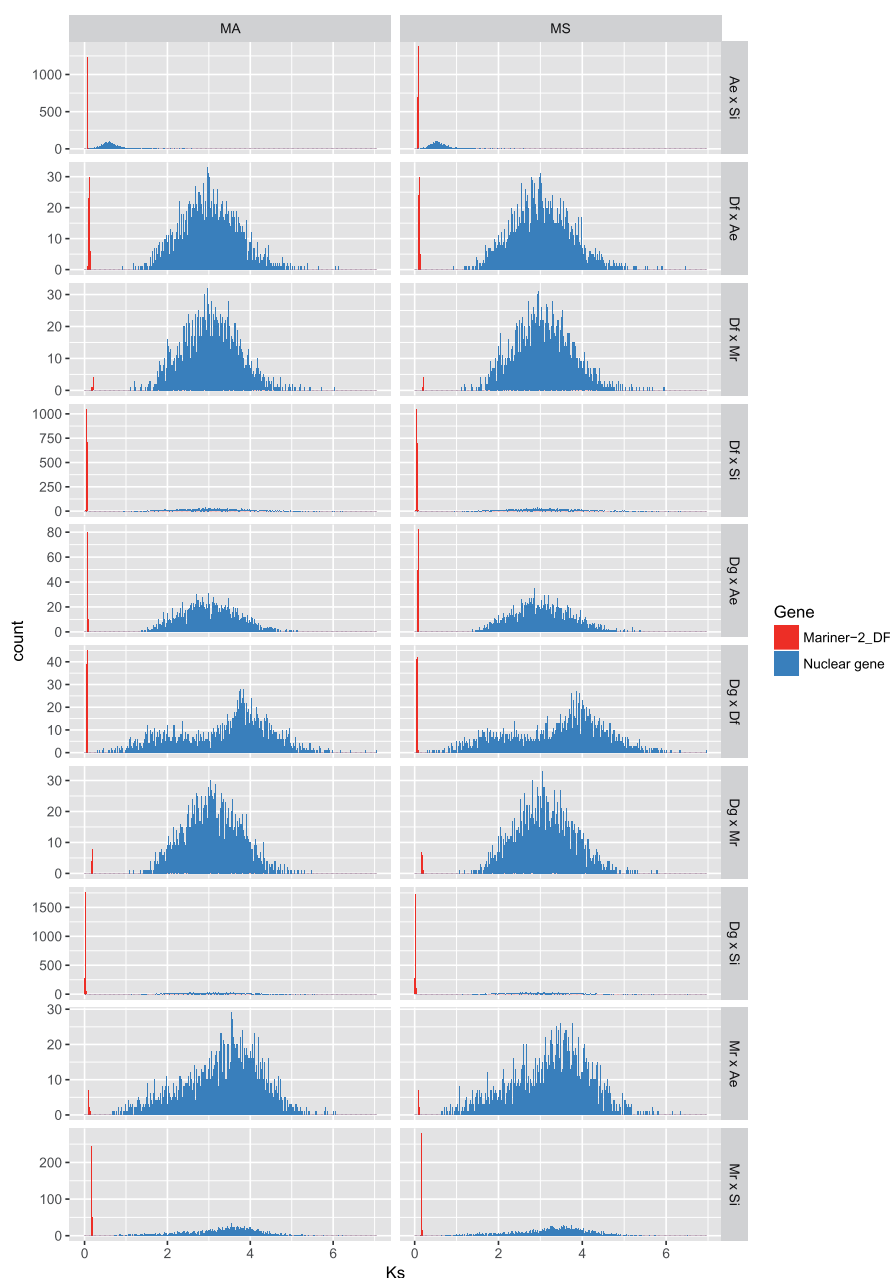 MA MS
1000
500
0
Ae x Si
30
20
10
0
Df x Ae
30
20
10
0
Df x Mr
1000
750
500
250
0
Df x Si
80
60
40
20
0
Dg x Ae
40
30
20
10
0
Dg x Df
30
20
10
0
Dg x Mr
1500
1000
500
0
Dg x Si
30
20
10
0
Mr x Ae
200
100
0
Mr x Si
0 2 4 6 0 2 4 6
Ks
count
Gene
Mariner−2_DF
Nuclear gene